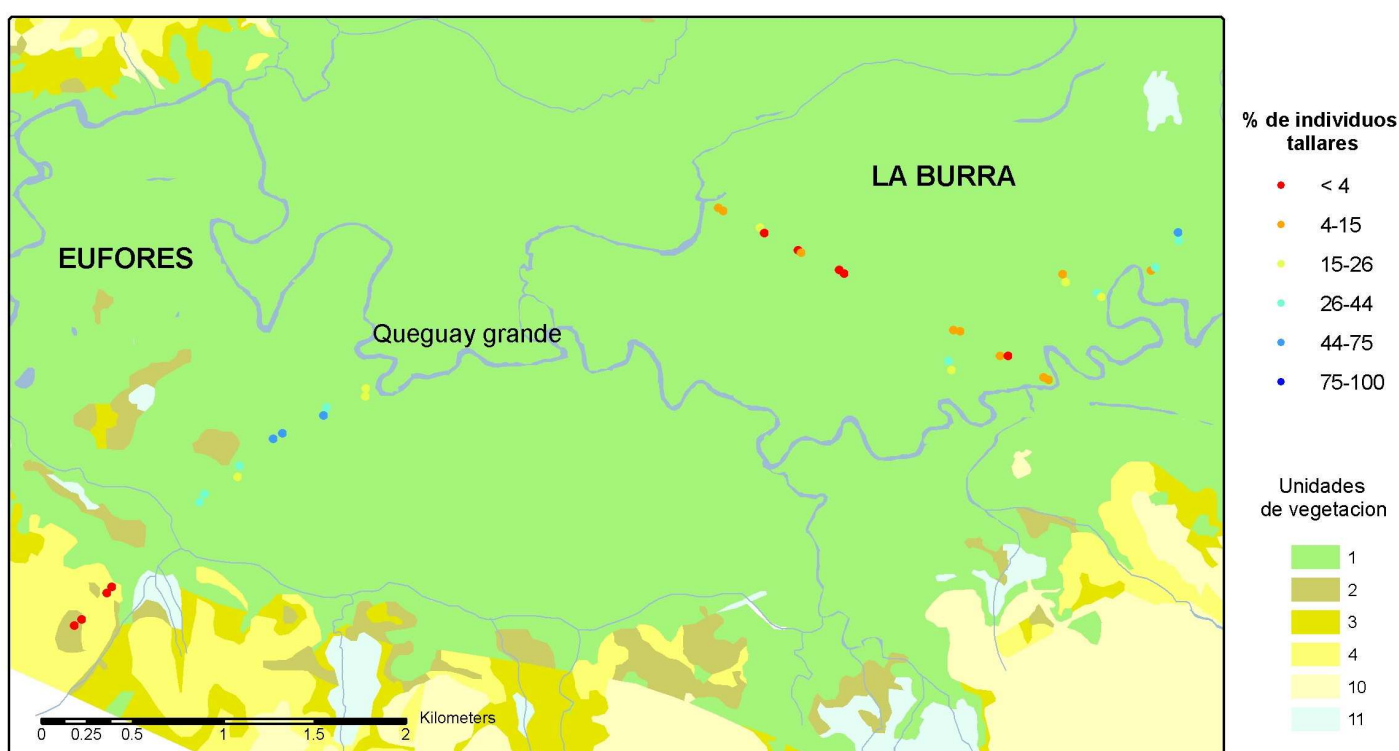 LA BURRA
EUFORES
Queguay grande
Kilometers
0 0.25 0.5 1 1.5 2
% de individuos
tallares
< 4
4-15
15-26
26-44
44-75
75-100
Unidades
de vegetacion
1
2
3
4
10
11